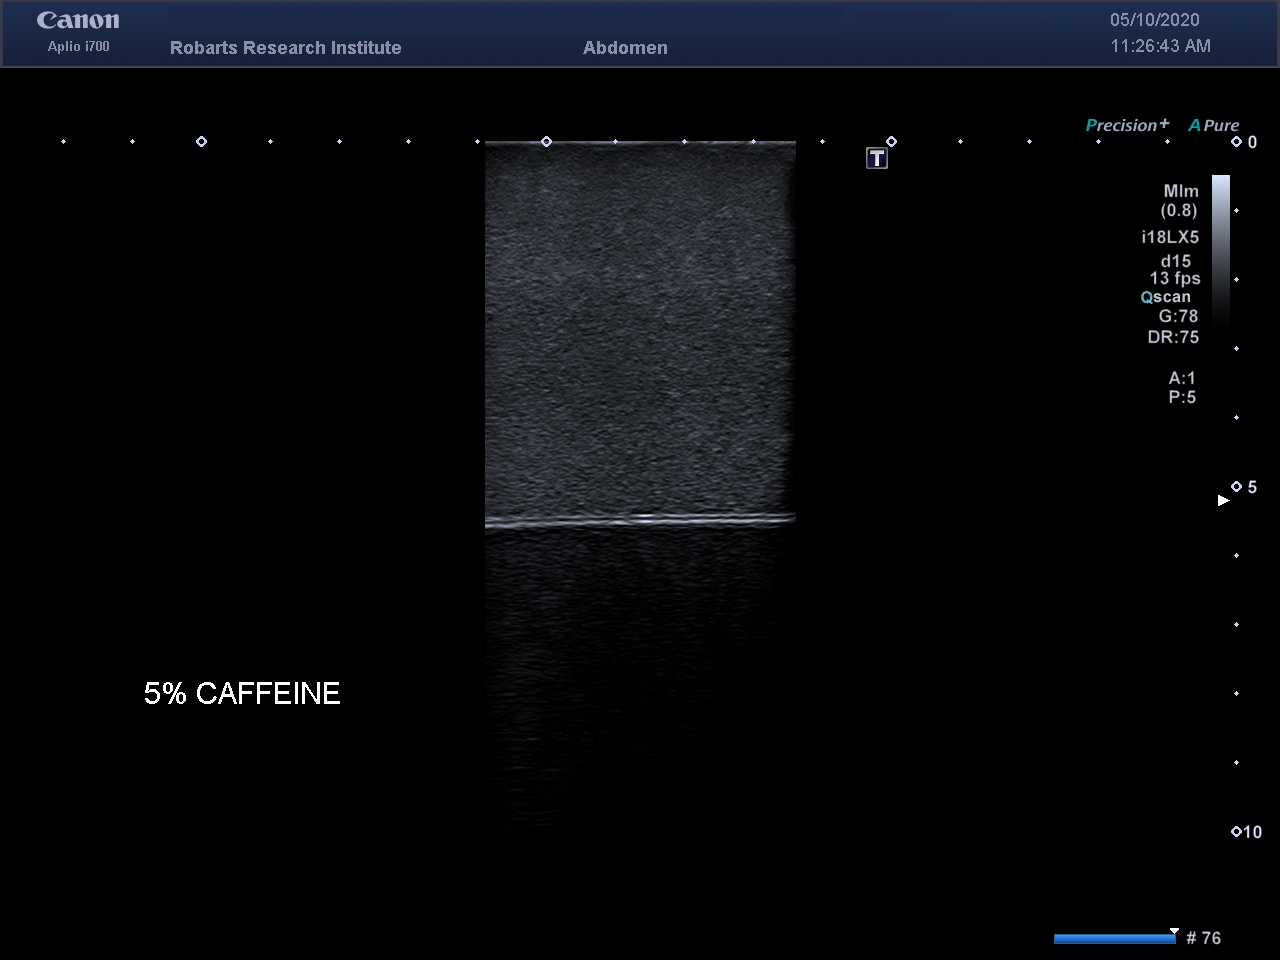 Canon
Aplio i700
Robarts Research Institute
Abdomen
05/10/2020
11:26:43 AM
Precision+ A Pure
0
T
MIm
(0.8)
i18LX5
d15
13 fps
Qscan
G:78
DR:75
A:1
P:5
5
5% CAFFEINE
10
# 76